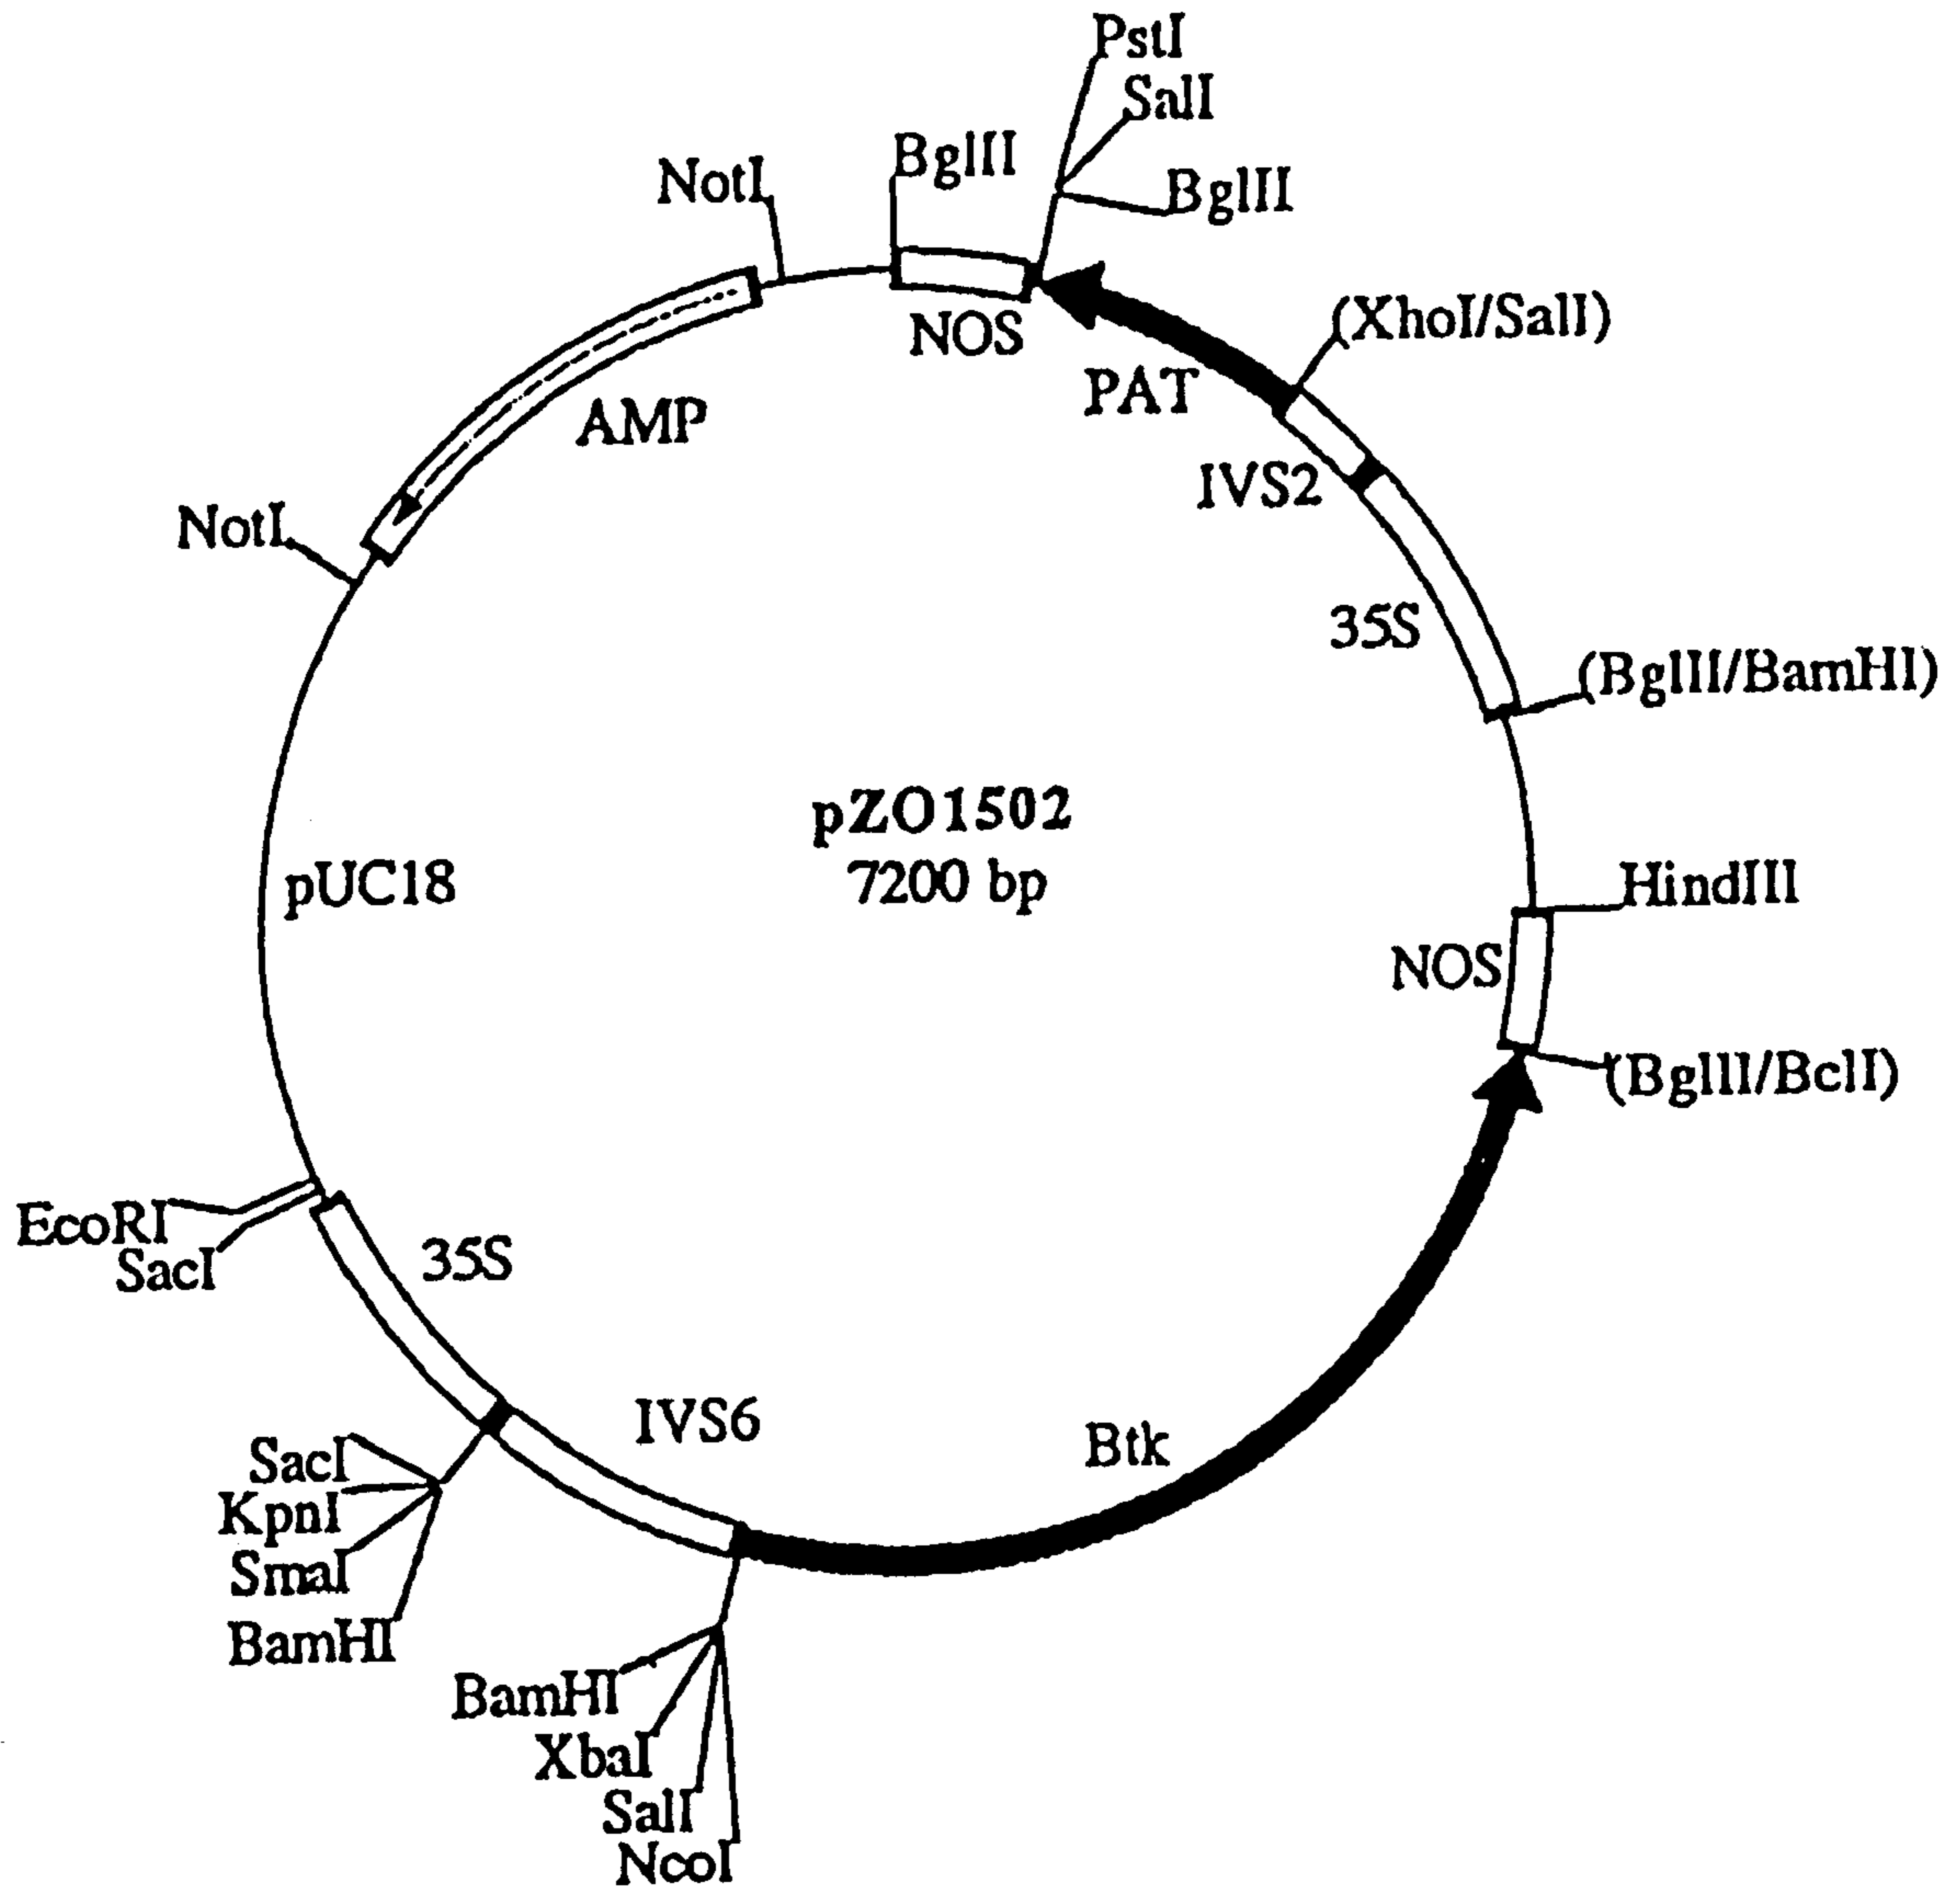 PstI
SalI
BglII
NotI
BglII
(XhoI/SalI)
NOS
PAT
AMP
IVS2
NotI
35S
(BglII/BamHI)
pZO1502
7200 bp
pUC18
HindIII
NOS
(BglII/BclI)
EcoRI
SacI
35S
IVS6
Btk
SacI
KpnI
SmaI
BamHI
BamHI
XbaI
SalI
NcoI